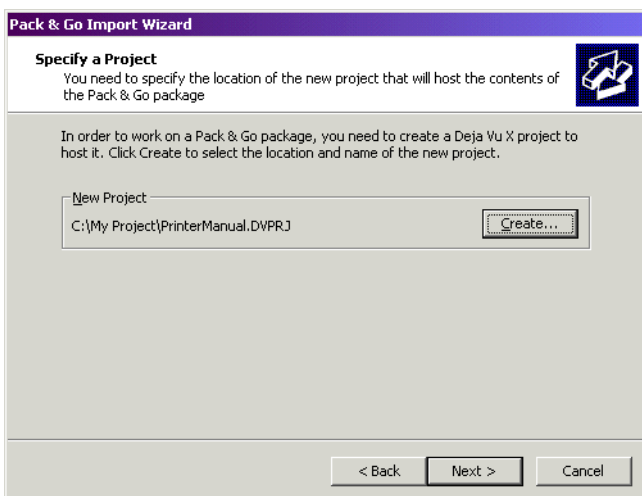 Pack & Go Import Wizard
Specify a Project
You need to specify the location of the new project that will host the contents of
the Pack & Go package
In order to work on a Pack & Go package, you need to create a Deja Vu X project to
host it. Click Create to select the location and name of the new project.
New Project
C:\My Project\PrinterManual.DVPRJ
Create...
< Back
Next >
Cancel